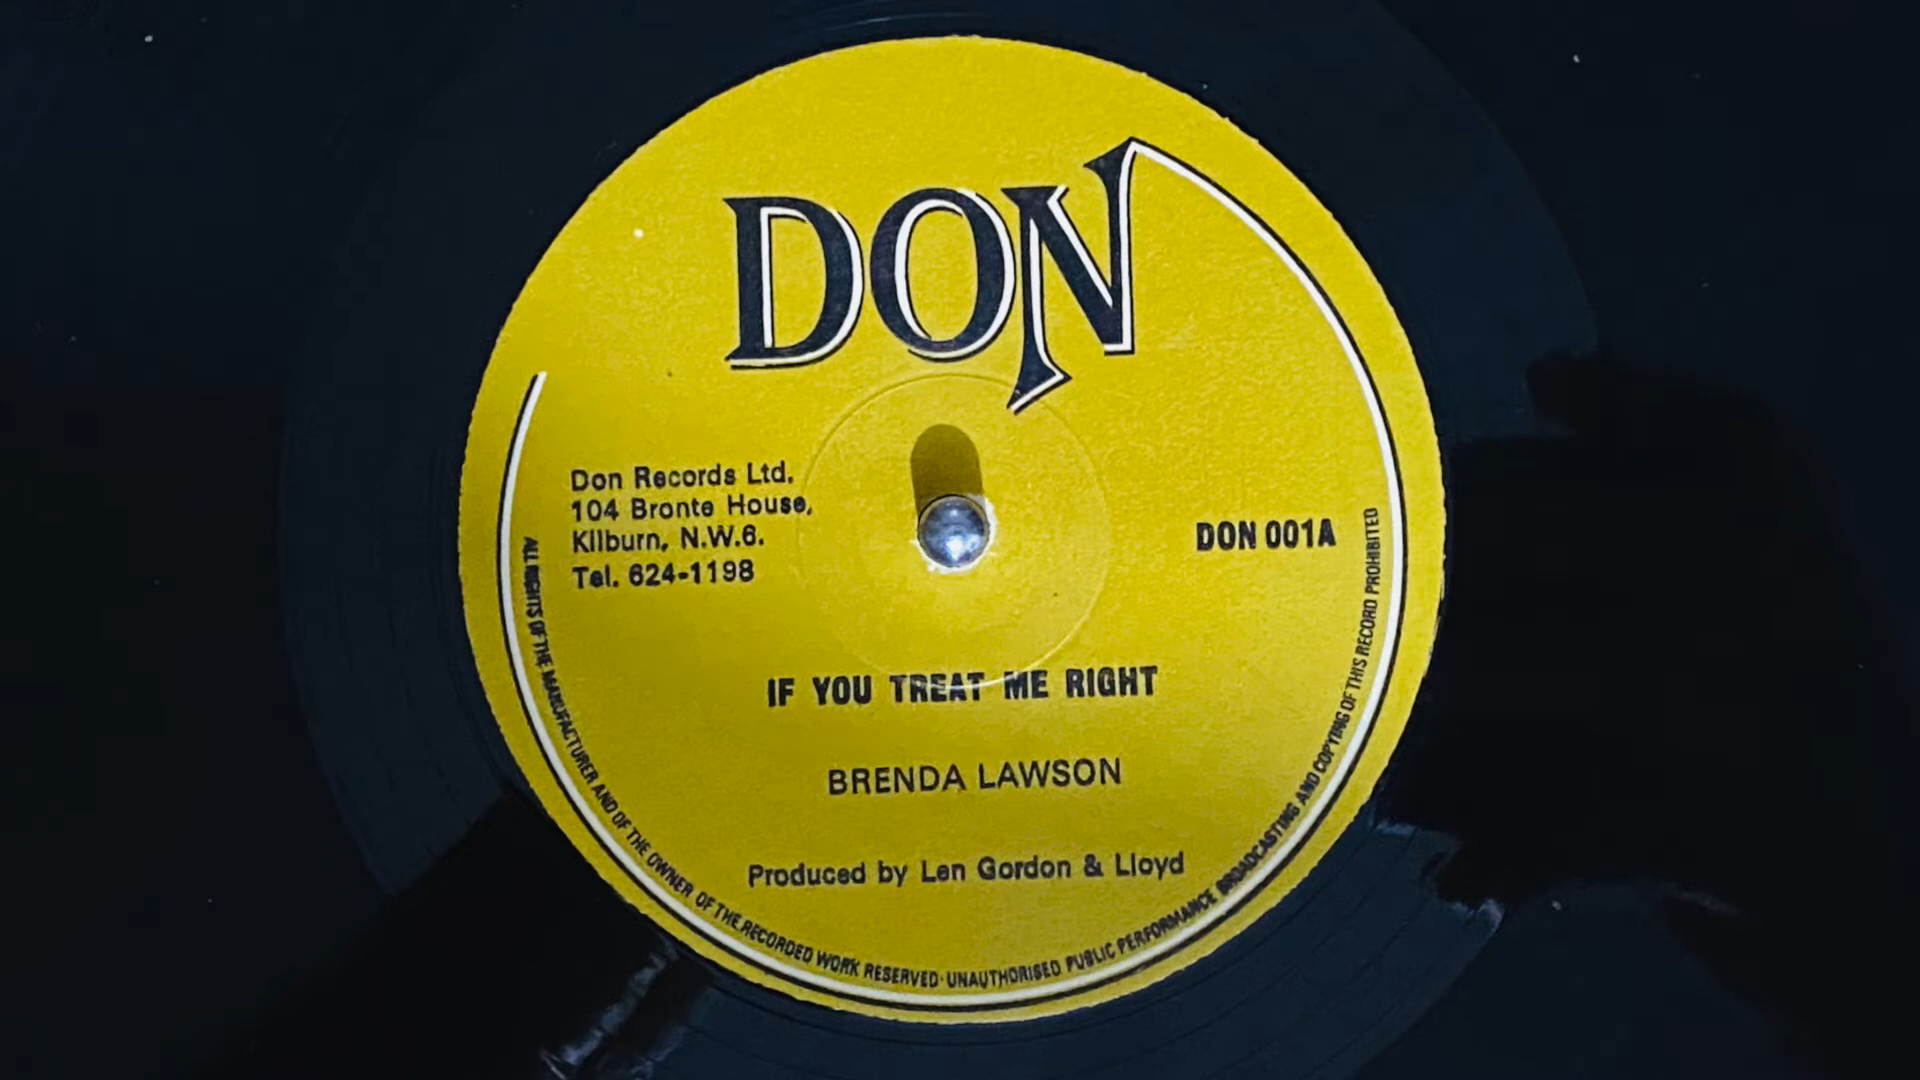 DON
Don Records Ltd.
104 Bronte House,
Kilburn, N.W.6.
Tel. 624-1198
DON 001A
IF YOU TREAT ME RIGHT
BRENDA LAWSON
Produced by Len Gordon & Lloyd
ALL RIGHTS OF THE MANUFACTURER AND OF THE OWNER OF THE RECORDED WORK RESERVED · UNAUTHORISED PUBLIC PERFORMANCE BROADCASTING AND COPYING OF THIS RECORD PROHIBITED